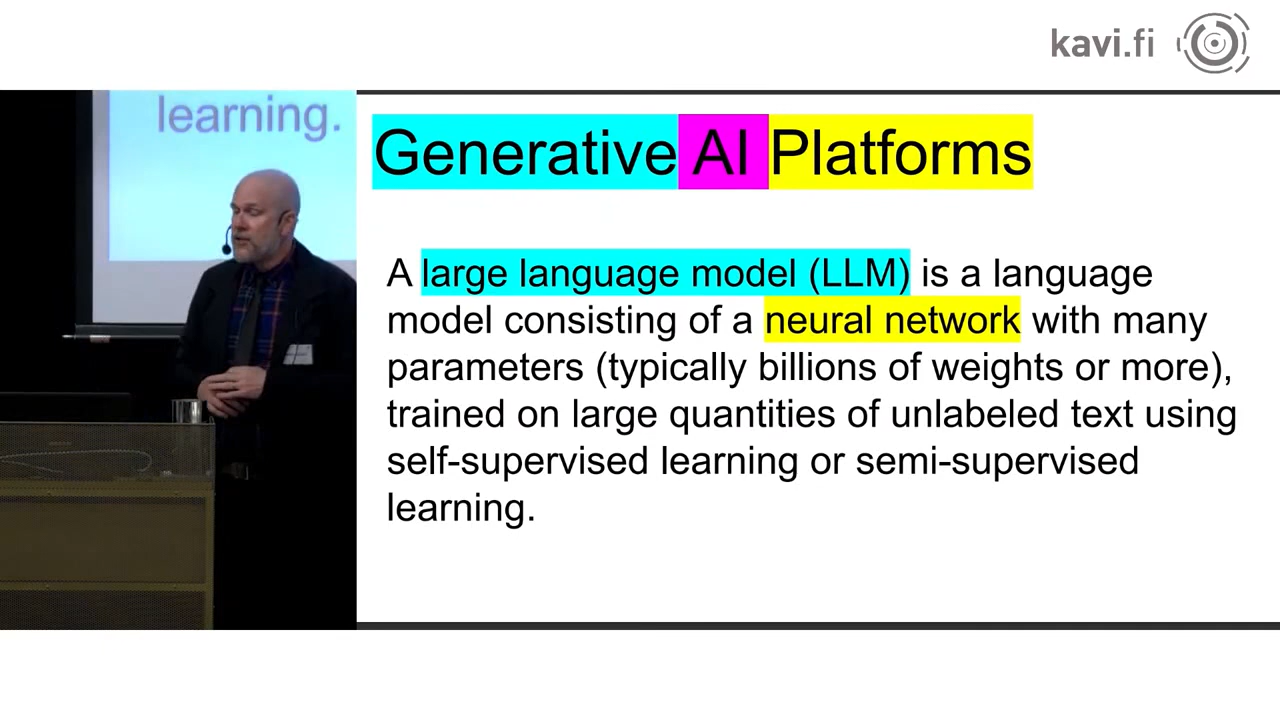 kavi.fi
learning.
Generative AI Platforms
A large language model (LLM) is a language
model consisting of a neural network with many
parameters (typically billions of weights or more),
trained on large quantities of unlabeled text using
self-supervised learning or semi-supervised
learning.